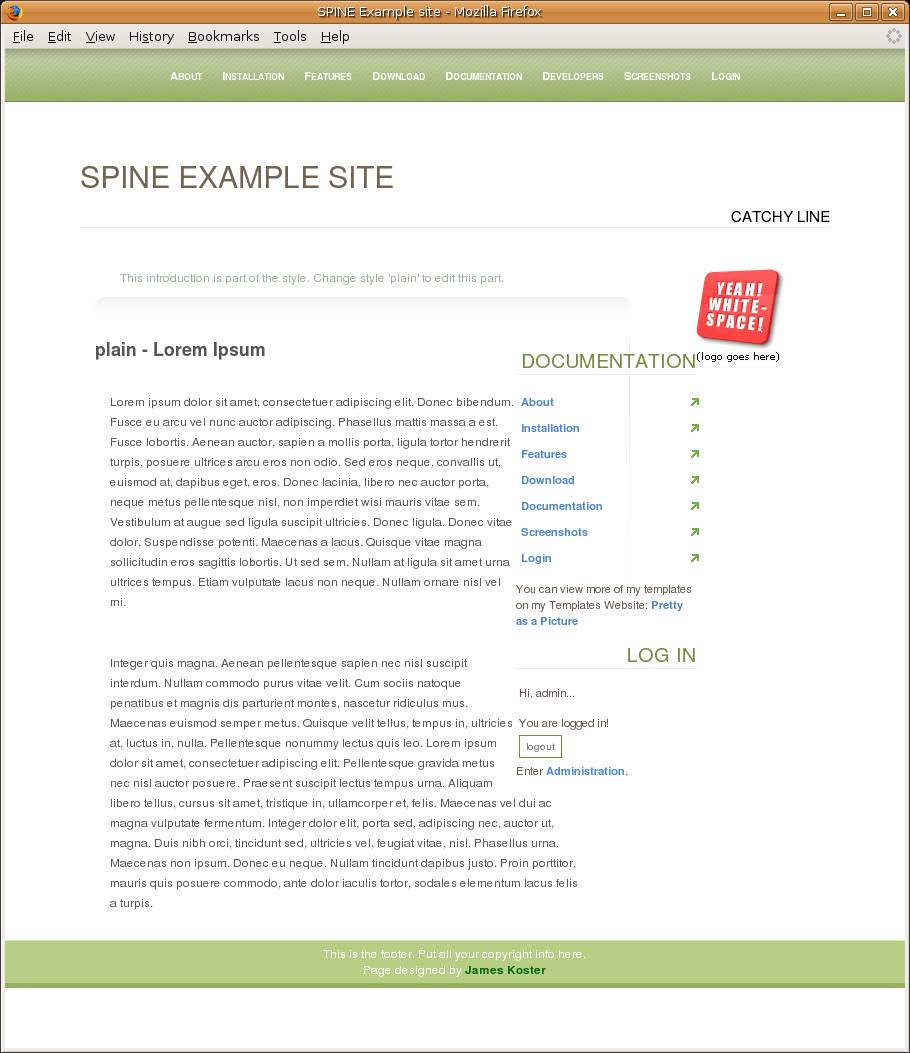 SPINE Example site - Mozilla Firefox
File Edit View History Bookmarks Tools Help
About Installation Features Download Documentation Developers Screenshots Login
SPINE EXAMPLE SITE
CATCHY LINE
This introduction is part of the style. Change style 'plain' to edit this part.
YEAH!
WHITE-
SPACE!
(logo goes here)
plain - Lorem Ipsum
Lorem ipsum dolor sit amet, consectetuer adipiscing elit. Donec bibendum.
Fusce eu arcu vel nunc auctor adipiscing. Phasellus mattis massa a est.
Fusce lobortis. Aenean auctor, sapien a mollis porta, ligula tortor hendrerit
turpis, posuere ultrices arcu eros non odio. Sed eros neque, convallis ut,
euismod at, dapibus eget, eros. Donec lacinia, libero nec auctor porta,
neque metus pellentesque nisl, non imperdiet wisi mauris vitae sem.
Vestibulum at augue sed ligula suscipit ultricies. Donec ligula. Donec vitae
dolor. Suspendisse potenti. Maecenas a lacus. Quisque vitae magna
sollicitudin eros sagittis lobortis. Ut sed sem. Nullam at ligula sit amet urna
ultrices tempus. Etiam vulputate lacus non neque. Nullam ornare nisl vel
mi.
Integer quis magna. Aenean pellentesque sapien nec nisl suscipit
interdum. Nullam commodo purus vitae velit. Cum sociis natoque
penatibus et magnis dis parturient montes, nascetur ridiculus mus.
Maecenas euismod semper metus. Quisque velit tellus, tempus in, ultricies
at, luctus in, nulla. Pellentesque nonummy lectus quis leo. Lorem ipsum
dolor sit amet, consectetuer adipiscing elit. Pellentesque gravida metus
nec nisl auctor posuere. Praesent suscipit lectus tempus urna. Aliquam
libero tellus, cursus sit amet, tristique in, ullamcorper et, felis. Maecenas vel dui ac
magna vulputate fermentum. Integer dolor elit, porta sed, adipiscing nec, auctor ut,
magna. Duis nibh orci, tincidunt sed, ultricies vel, feugiat vitae, nisl. Phasellus urna.
Maecenas non ipsum. Donec eu neque. Nullam tincidunt dapibus justo. Proin porttitor,
mauris quis posuere commodo, ante dolor iaculis tortor, sodales elementum lacus felis
a turpis.
DOCUMENTATION
About
Installation
Features
Download
Documentation
Screenshots
Login
You can view more of my templates
on my Templates Website: Pretty
as a Picture
LOG IN
Hi, admin...
You are logged in!
logout
Enter Administration.
This is the footer. Put all your copyright info here.
Page designed by James Koster